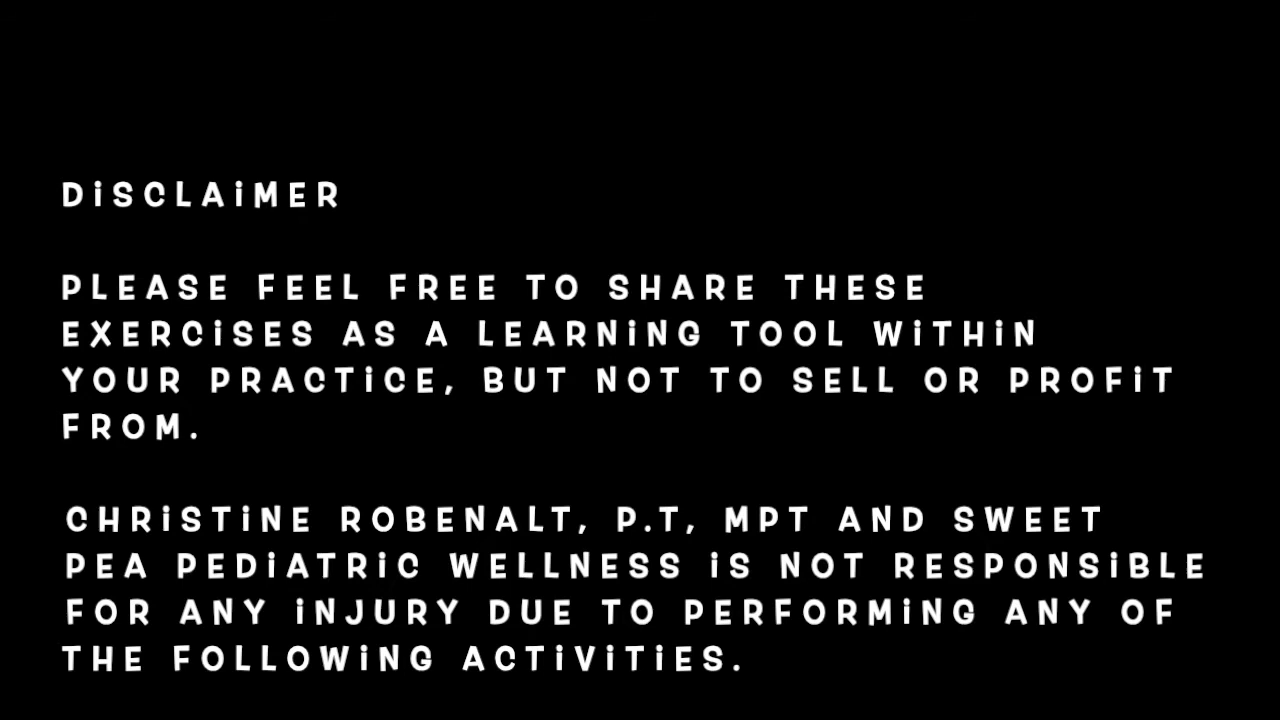 DiSCLAiMER
PLEASE FEEL FREE TO SHARE THESE
EXERCiSES AS A LEARNiNG TOOL WiTHiN
YOUR PRACTiCE, BUT NOT TO SELL OR PROFiT
FROM.
CHRiSTiNE ROBENALT, P.T, MPT AND SWEET
PEA PEDiATRiC WELLNESS iS NOT RESPONSiBLE
FOR ANY iNJURY DUE TO PERFORMiNG ANY OF
THE FOLLOWiNG ACTiViTiES.